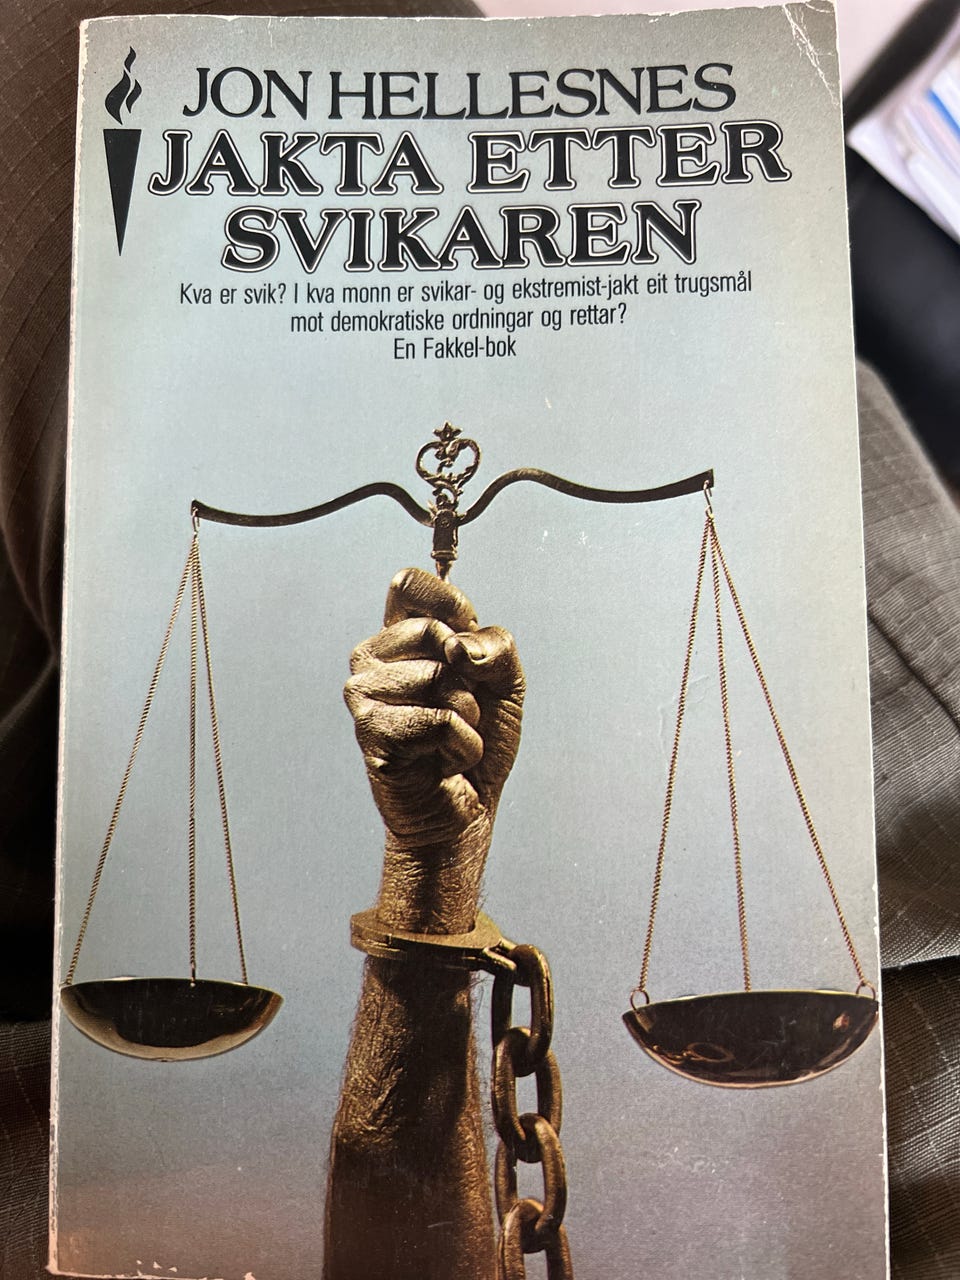 JON HELLESNES
JAKTA ETTER
SVIKAREN
Kva er svik? I kva monn er svikar- og ekstremist-jakt eit trugsmål
mot demokratiske ordningar og rettar?
En Fakkel-bok